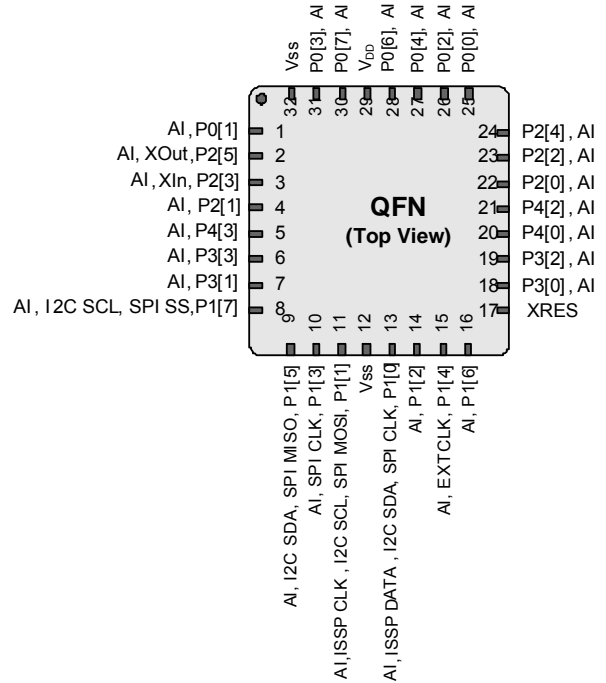 Vss
P0[3], AI
P0[7], AI
VDD
P0[6], AI
P0[4], AI
P0[2], AI
P0[0], AI
32
31
30
29
28
27
26
25
AI ,P0[1] 1
AI, XOut,P2[5] 2
AI ,XIn, P2[3] 3
AI, P2[1] 4
AI, P4[3] 5
AI, P3[3] 6
AI, P3[1] 7
AI , I2C SCL, SPI SS,P1[7] 8
QFN
(Top View)
24 P2[4] , AI
23 P2[2] , AI
22 P2[0] , AI
21 P4[2] , AI
20 P4[0] , AI
19 P3[2] , AI
18 P3[0] , AI
17 XRES
9
10
11
12
13
14
15
16
AI, I2C SDA, SPI MISO, P1[5]
AI, SPI CLK, P1[3]
AI,ISSP CLK , I2C SCL, SPI MOSI, P1[1]
Vss
AI,ISSP DATA , I2C SDA, SPI CLK, P1[0]
AI, P1[2]
AI, EXTCLK, P1[4]
AI, P1[6]